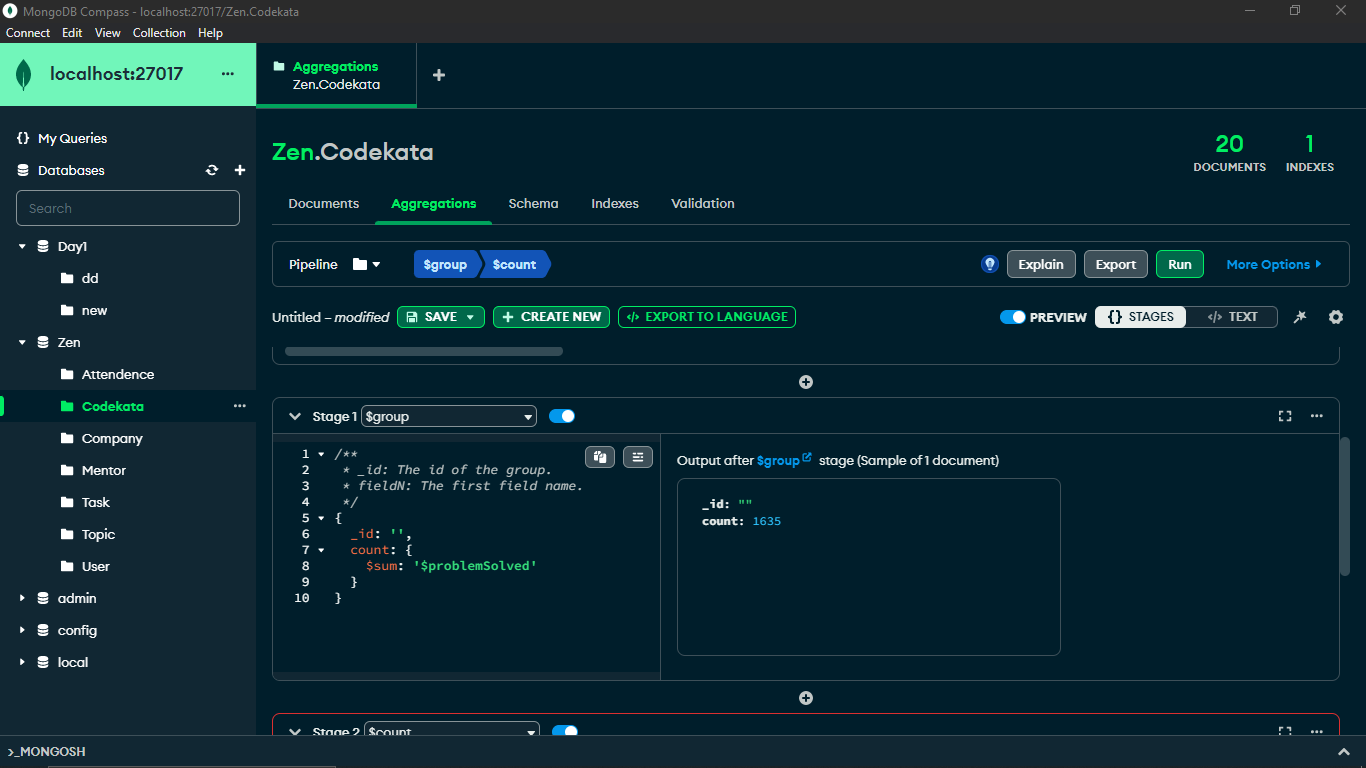 MongoDB Compass - localhost:27017/Zen.Codekata
Connect Edit View Collection Help
localhost:27017
Aggregations
Zen.Codekata
{} My Queries
Databases
Search
Day1
dd
new
Zen
Attendence
Codekata
Company
Mentor
Task
Topic
User
admin
config
local
Zen.Codekata
20
DOCUMENTS
1
INDEXES
Documents Aggregations Schema Indexes Validation
Pipeline $group $count Explain Export Run More Options
Untitled – modified SAVE + CREATE NEW </> EXPORT TO LANGUAGE PREVIEW {} STAGES </> TEXT
Stage 1 $group
1 /**
2 * _id: The id of the group.
3 * fieldN: The first field name.
4 */
5 {
6 _id: '',
7 count: {
8 $sum: '$problemSolved'
9 }
10 }
Output after $group stage (Sample of 1 document)
_id: ""
count: 1635
Stage 2 $count
>_MONGOSH